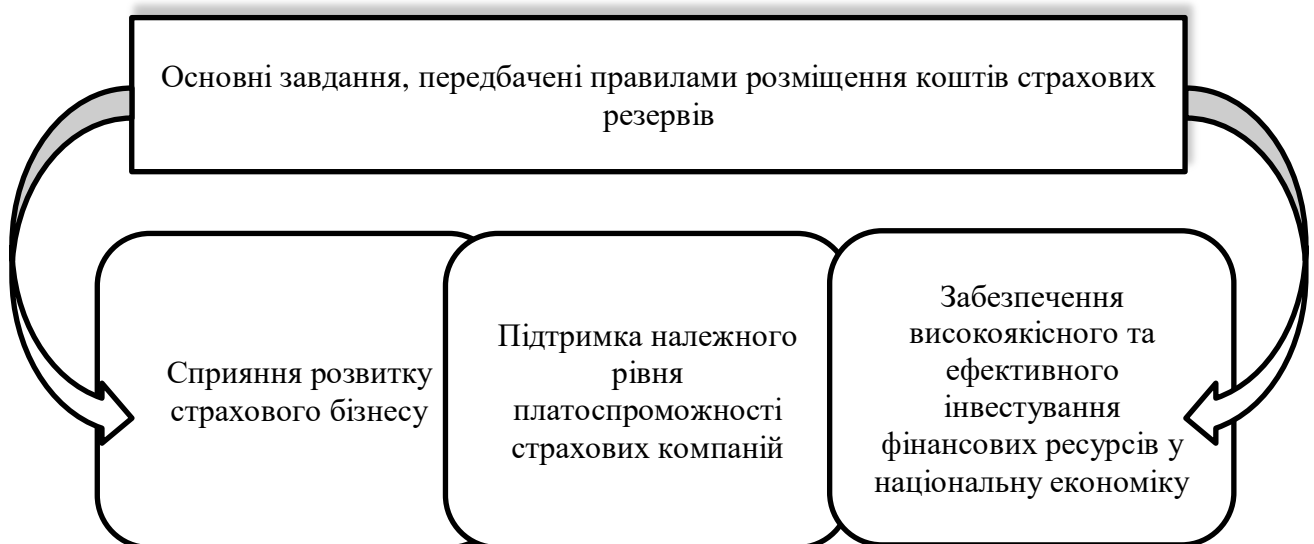 Основні завдання, передбачені правилами розміщення коштів страхових
резервів
Сприяння розвитку
страхового бізнесу
Підтримка належного
рівня
платоспроможності
страхових компаній
Забезпечення
високоякісного та
ефективного
інвестування
фінансових ресурсів у
національну економіку